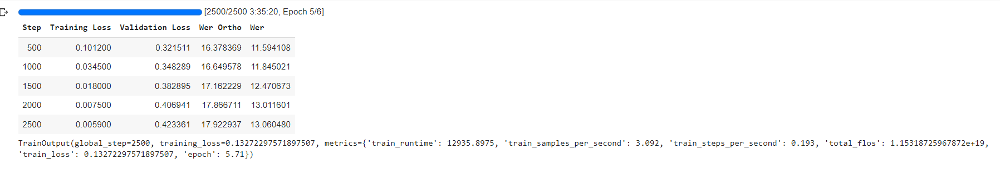 [2500/2500 3:35:20, Epoch 5/6]
Step Training Loss Validation Loss Wer Ortho Wer
500 0.101200 0.321511 16.378369 11.594108
1000 0.034500 0.348289 16.649578 11.845021
1500 0.018000 0.382895 17.162229 12.470673
2000 0.007500 0.406941 17.866711 13.011601
2500 0.005900 0.423361 17.922937 13.060480
TrainOutput(global_step=2500, training_loss=0.13272297571897507, metrics={'train_runtime': 12935.8975, 'train_samples_per_second': 3.092, 'train_steps_per_second': 0.193, 'total_flos': 1.15318725967872e+19,
'train_loss': 0.13272297571897507, 'epoch': 5.71})